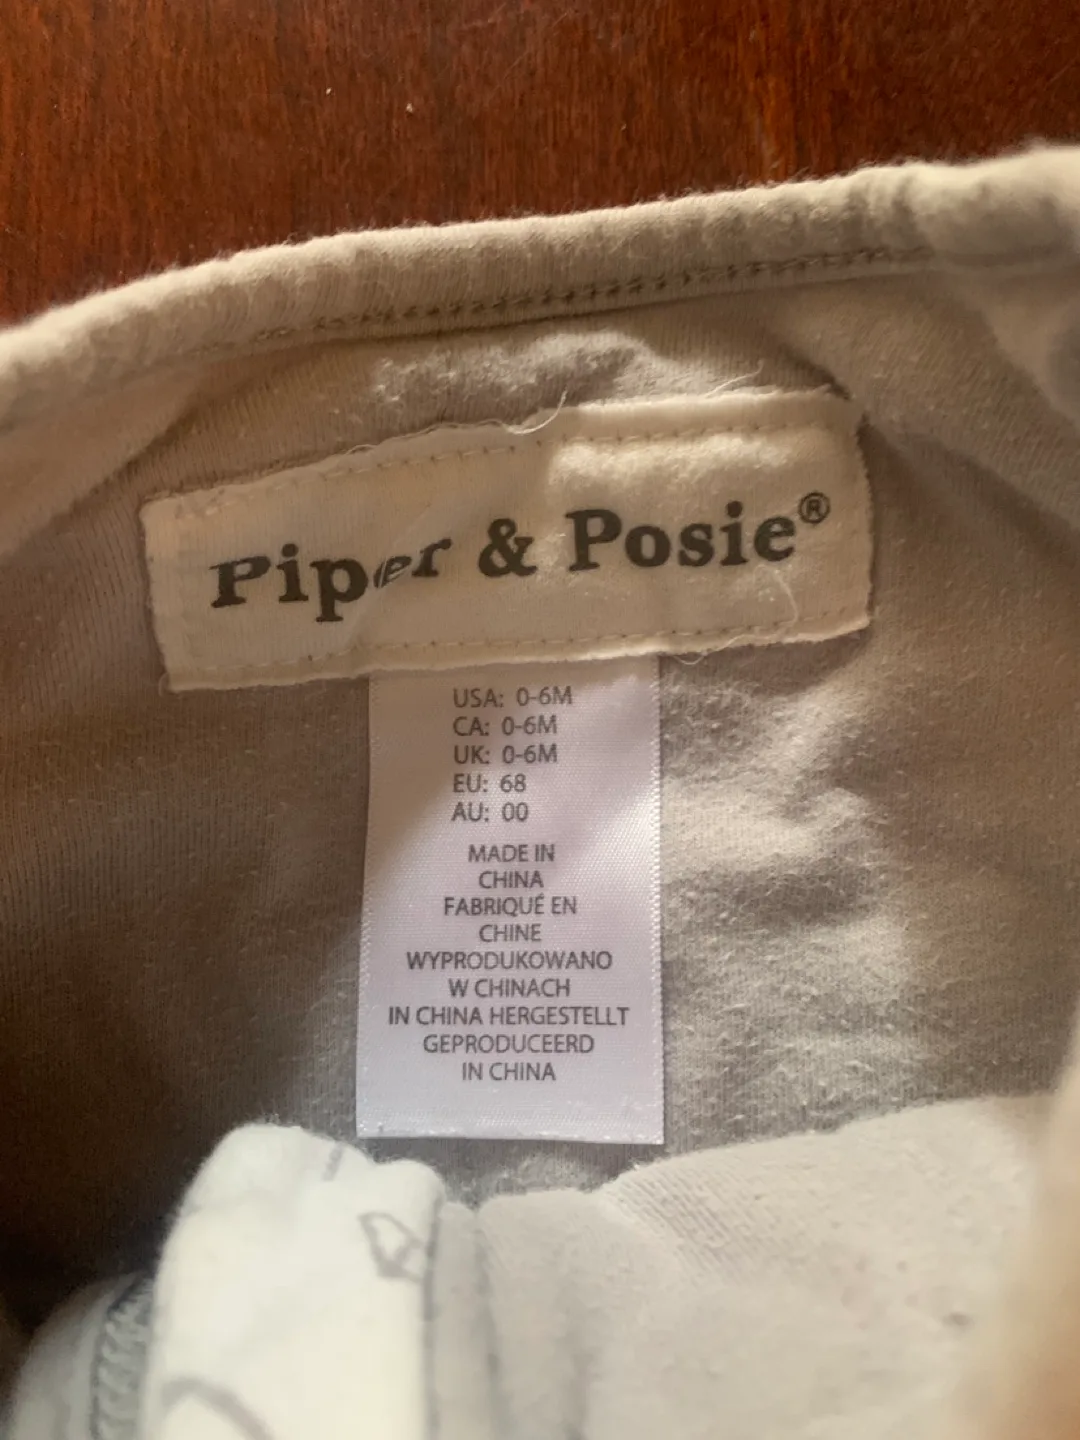 Piper & Posie®
USA: 0-6M
CA: 0-6M
UK: 0-6M
EU: 68
AU: 00
MADE IN
CHINA
FABRIQUÉ EN
CHINE
WYPRODUKOWANO
W CHINACH
IN CHINA HERGESTELLT
GEPRODUCEERD
IN CHINA